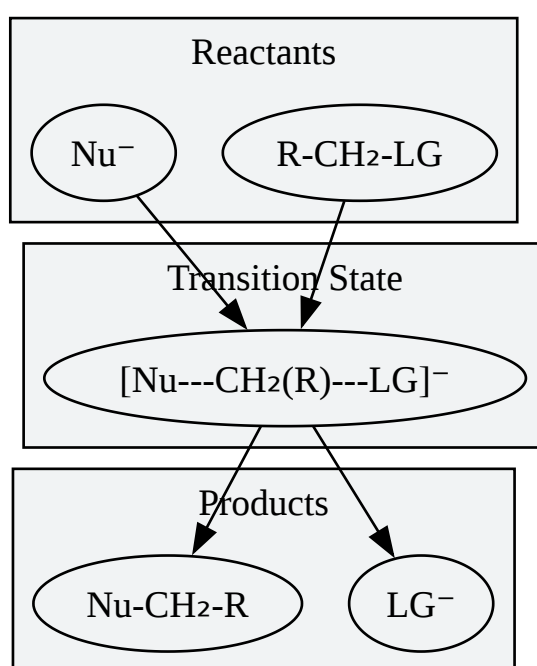 Reactants
Nu⁻
R-CH₂-LG
Transition State
[Nu---CH₂(R)---LG]⁻
Products
Nu-CH₂-R
LG⁻